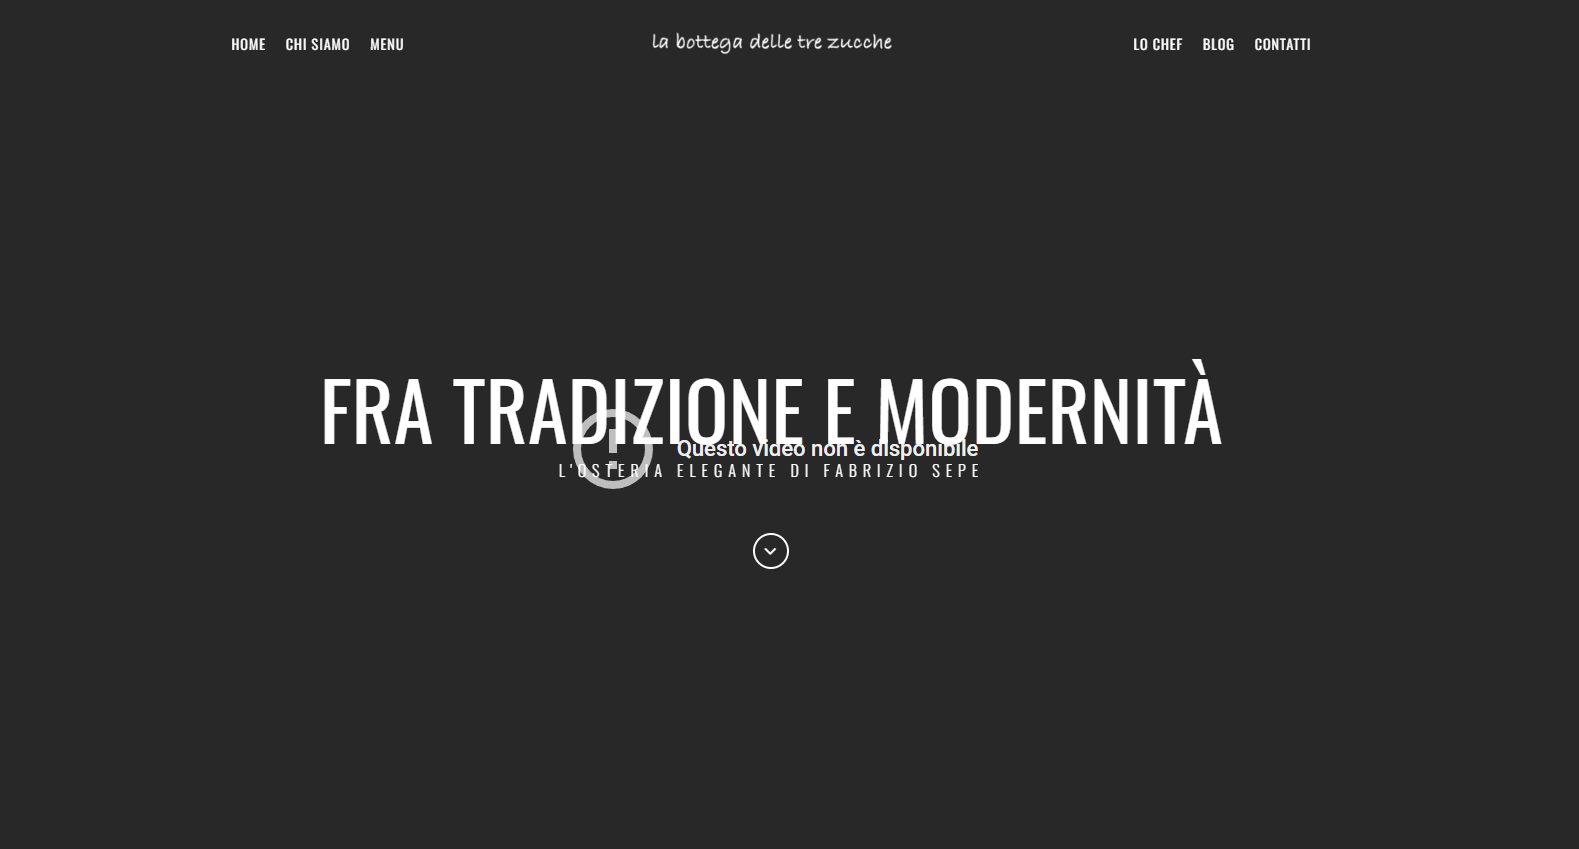 HOME CHI SIAMO MENU
la bottega delle tre zucche
LO CHEF BLOG CONTATTI
FRA TRADIZIONE E MODERNITÀ
Questo video non è disponibile
L'OSTERIA ELEGANTE DI FABRIZIO SEPE